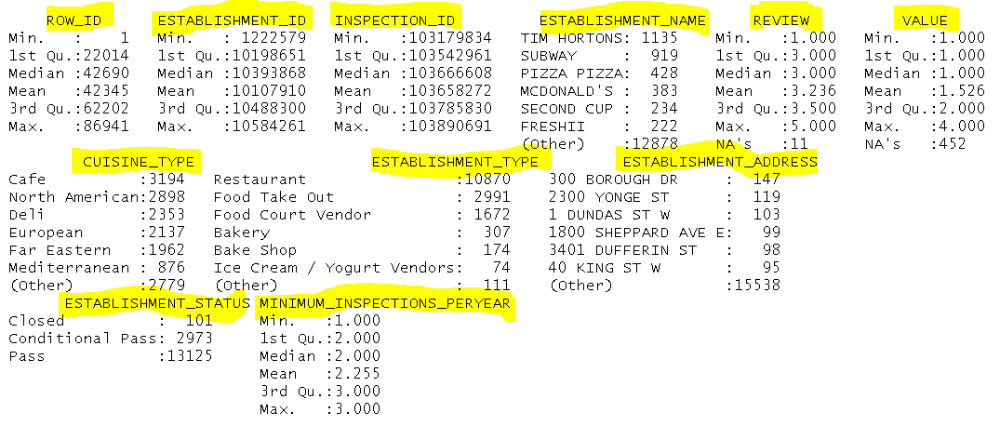 ROW_ID ESTABLISHMENT_ID INSPECTION_ID ESTABLISHMENT_NAME REVIEW VALUE
Min. : 1 Min. : 1222579 Min. :103179834 TIM HORTONS: 1135 Min. :1.000 Min. :1.000
1st Qu.:22014 1st Qu.:10198651 1st Qu.:103542961 SUBWAY : 919 1st Qu.:3.000 1st Qu.:1.000
Median :42690 Median :10393868 Median :103666608 PIZZA PIZZA: 428 Median :3.000 Median :1.000
Mean :42345 Mean :10107910 Mean :103658272 MCDONALD'S : 383 Mean :3.236 Mean :1.526
3rd Qu.:62202 3rd Qu.:10488300 3rd Qu.:103785830 SECOND CUP : 234 3rd Qu.:3.500 3rd Qu.:2.000
Max. :86941 Max. :10584261 Max. :103890691 FRESHII : 222 Max. :5.000 Max. :4.000
(Other) :12878 NA's :11 NA's :452
CUISINE_TYPE ESTABLISHMENT_TYPE ESTABLISHMENT_ADDRESS
Cafe :3194 Restaurant :10870 300 BOROUGH DR : 147
North American:2898 Food Take Out : 2991 2300 YONGE ST : 119
Deli :2353 Food Court Vendor : 1672 1 DUNDAS ST W : 103
European :2137 Bakery : 307 1800 SHEPPARD AVE E: 99
Far Eastern :1962 Bake Shop : 174 3401 DUFFERIN ST : 98
Mediterranean : 876 Ice Cream / Yogurt Vendors: 74 40 KING ST W : 95
(Other) :2779 (Other) : 111 (Other) :15538
ESTABLISHMENT_STATUS MINIMUM_INSPECTIONS_PERYEAR
Closed : 101 Min. :1.000
Conditional Pass: 2973 1st Qu.:2.000
Pass :13125 Median :2.000
Mean :2.255
3rd Qu.:3.000
Max. :3.000